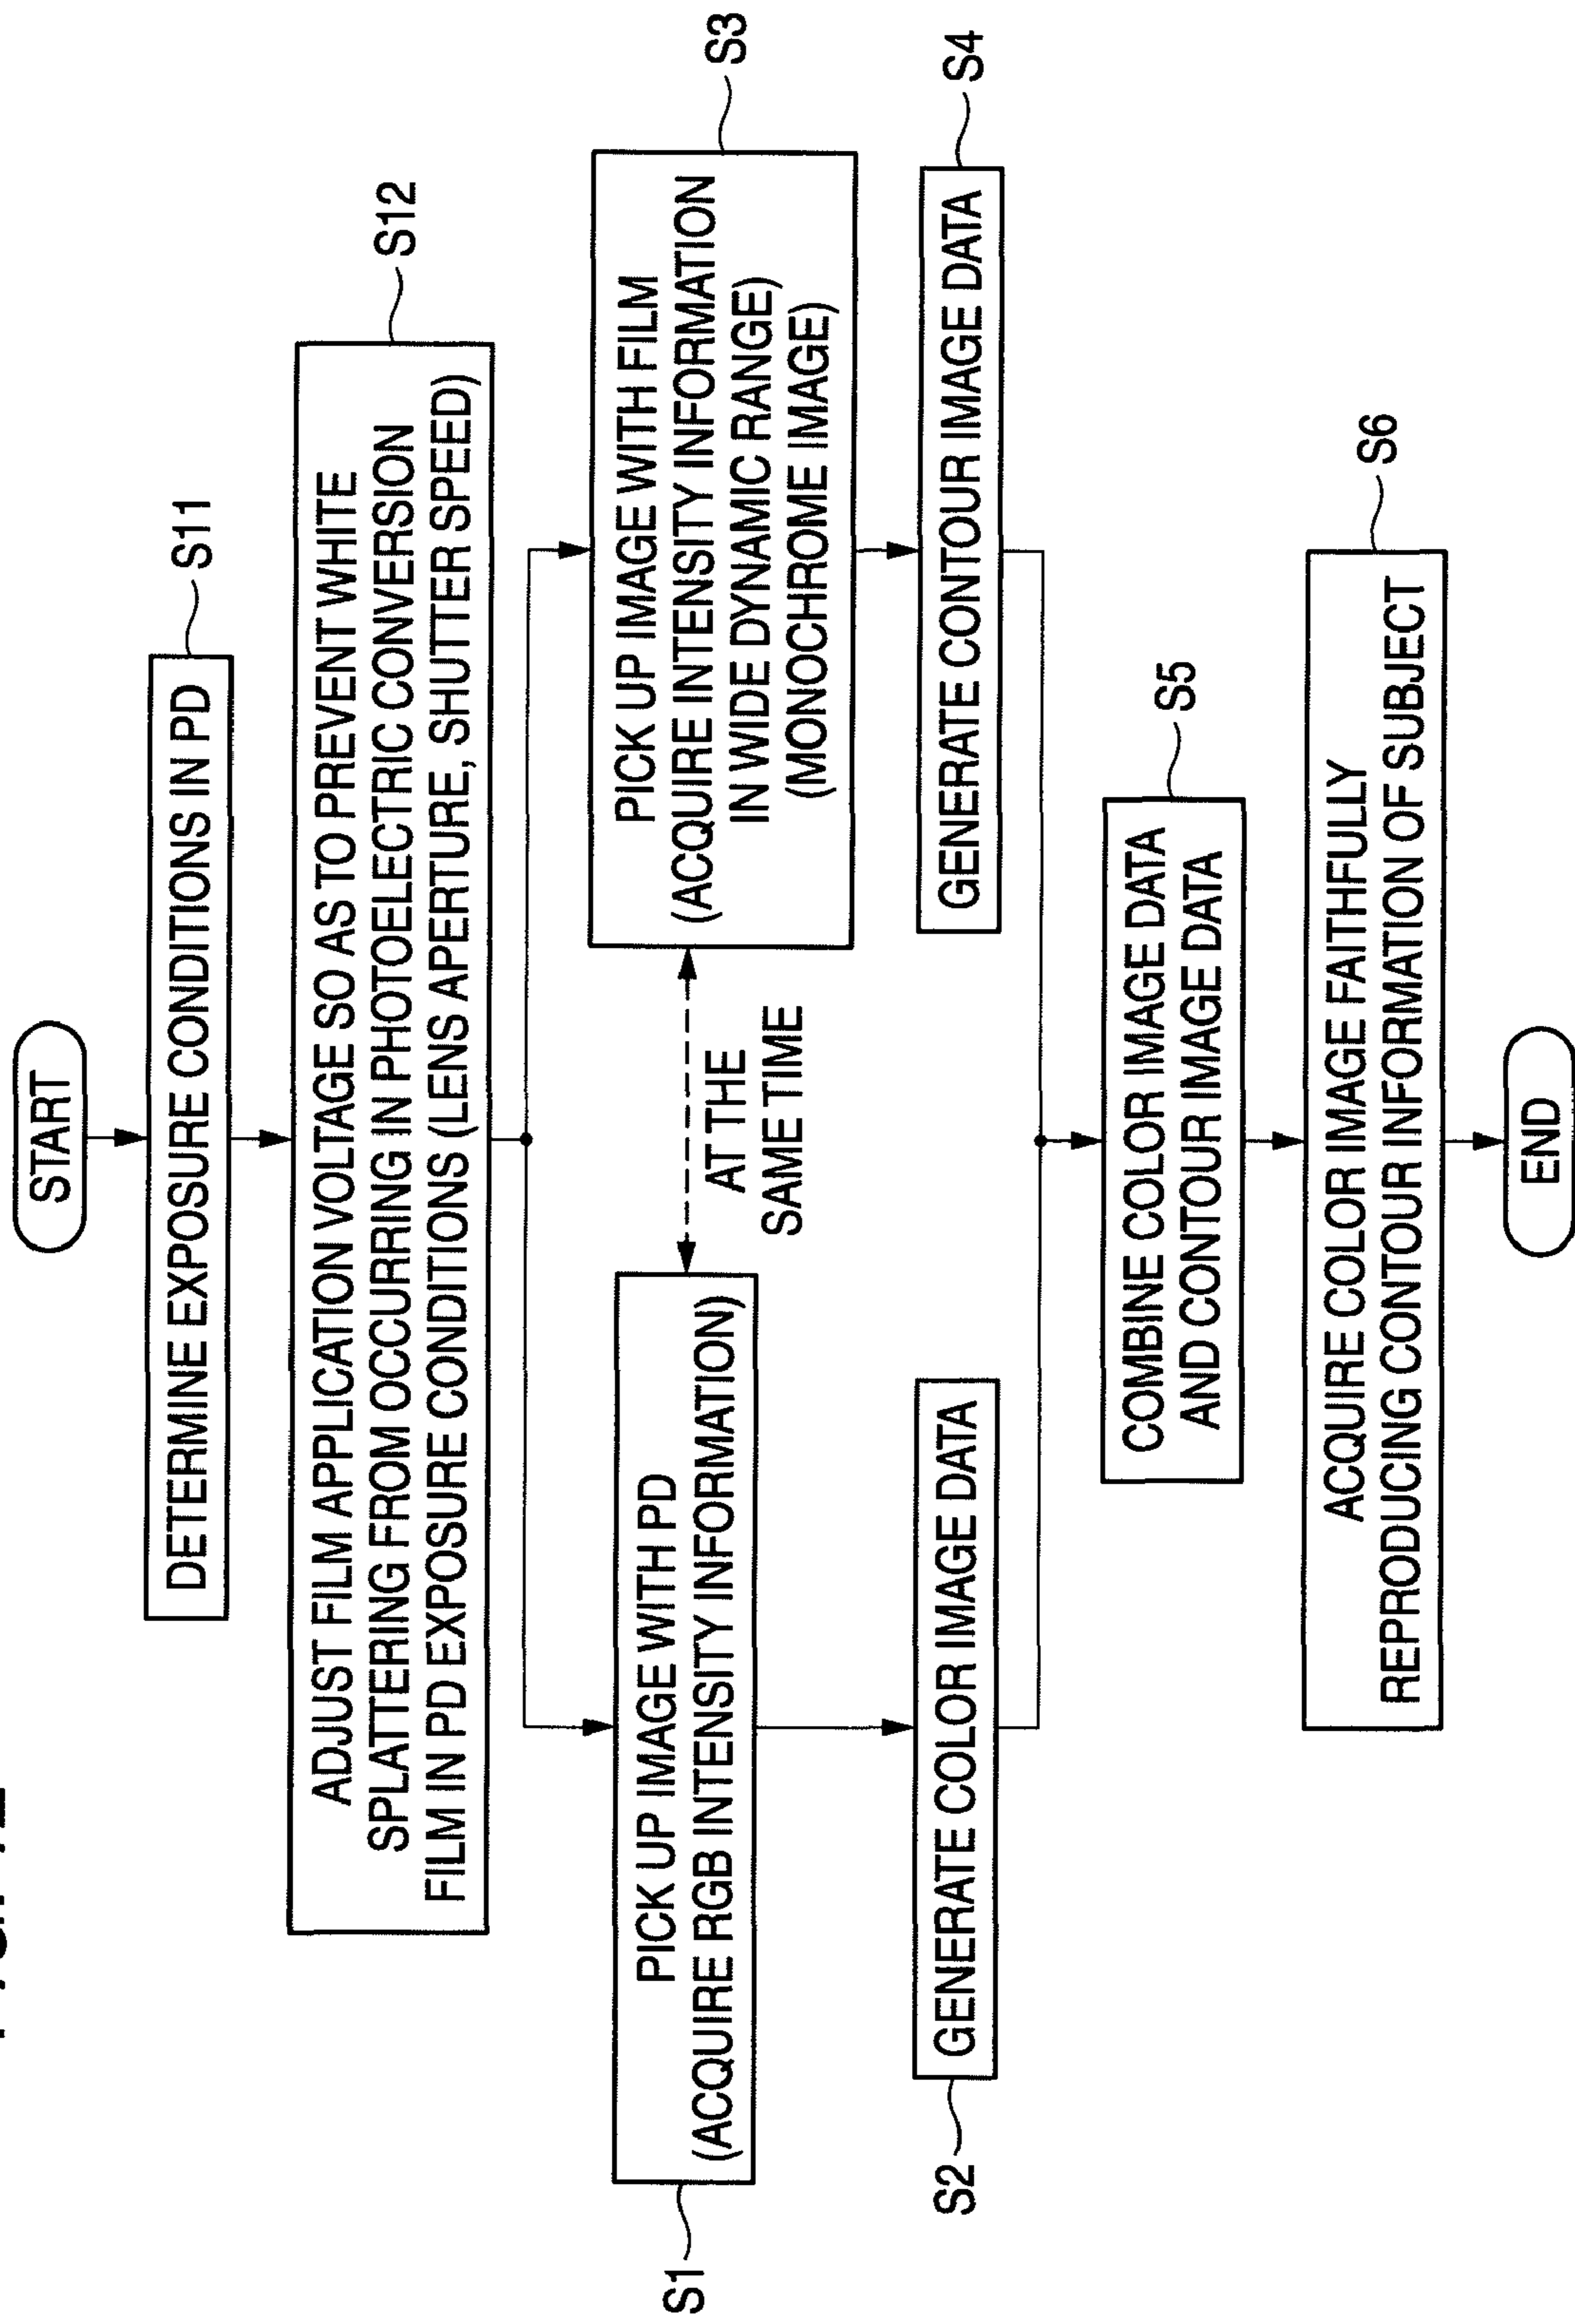 START
DETERMINE EXPOSURE CONDITIONS IN PD
S11
ADJUST FILM APPLICATION VOLTAGE SO AS TO PREVENT WHITE
SPLATTERING FROM OCCURRING IN PHOTOELECTRIC CONVERSION
FILM IN PD EXPOSURE CONDITIONS (LENS APERTURE, SHUTTER SPEED)
S12
S1
PICK UP IMAGE WITH PD
(ACQUIRE RGB INTENSITY INFORMATION)
AT THE
SAME TIME
PICK UP IMAGE WITH FILM
(ACQUIRE INTENSITY INFORMATION
IN WIDE DYNAMIC RANGE)
(MONOCHROME IMAGE)
S3
S2
GENERATE COLOR IMAGE DATA
GENERATE CONTOUR IMAGE DATA
S4
COMBINE COLOR IMAGE DATA
AND CONTOUR IMAGE DATA
S5
ACQUIRE COLOR IMAGE FAITHFULLY
REPRODUCING CONTOUR INFORMATION OF SUBJECT
S6
END